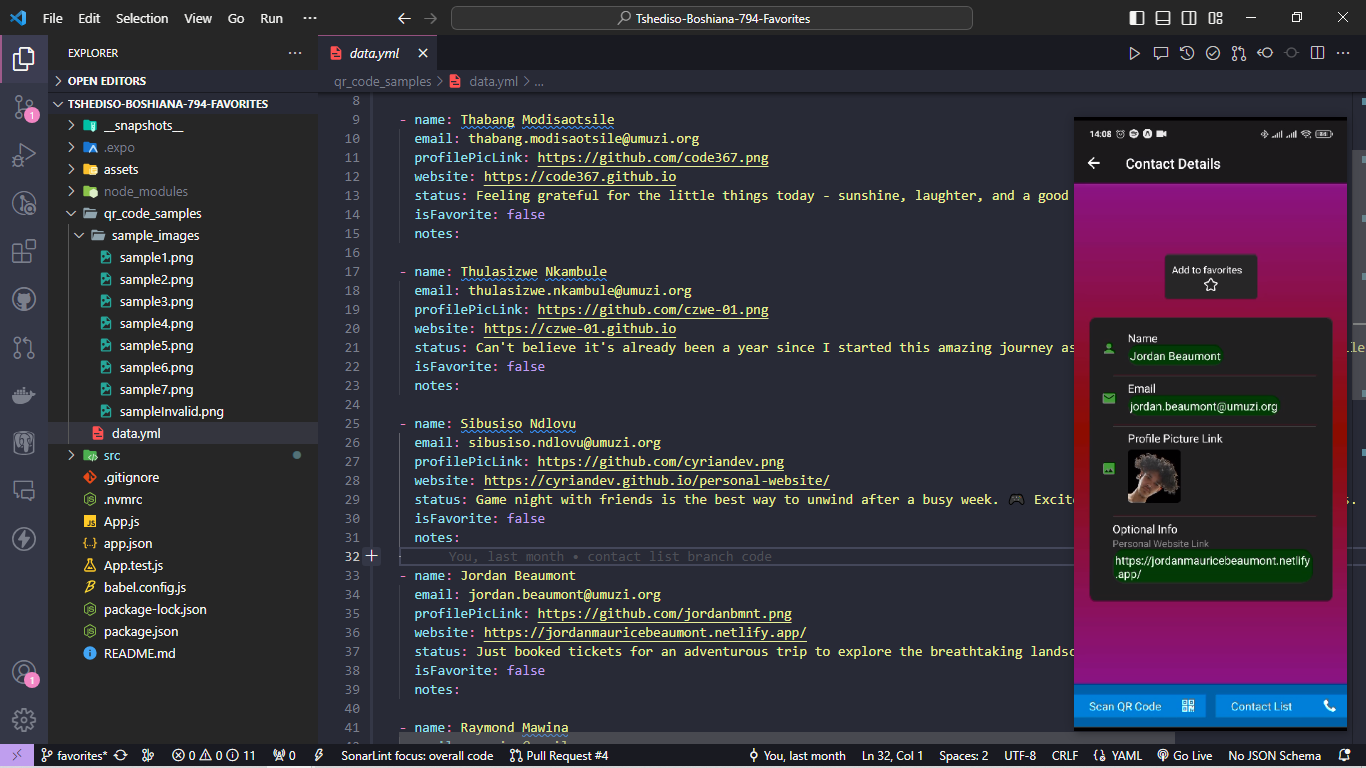 File Edit Selection View Go Run ···
Tshediso-Boshiana-794-Favorites
EXPLORER
OPEN EDITORS
TSHEDISO-BOSHIANA-794-FAVORITES
__snapshots__
.expo
assets
node_modules
qr_code_samples
sample_images
sample1.png
sample2.png
sample3.png
sample4.png
sample5.png
sample6.png
sample7.png
sampleInvalid.png
data.yml
src
.gitignore
.nvmrc
App.js
app.json
App.test.js
babel.config.js
package-lock.json
package.json
README.md
1
1
data.yml
qr_code_samples > data.yml > ...
8
9 - name: Thabang Modisaotsile
10 email: thabang.modisaotsile@umuzi.org
11 profilePicLink: https://github.com/code367.png
12 website: https://code367.github.io
13 status: Feeling grateful for the little things today - sunshine, laughter, and a good
14 isFavorite: false
15 notes:
16
17 - name: Thulasizwe Nkambule
18 email: thulasizwe.nkambule@umuzi.org
19 profilePicLink: https://github.com/czwe-01.png
20 website: https://czwe-01.github.io
21 status: Can't believe it's already been a year since I started this amazing journey as
22 isFavorite: false
23 notes:
24
25 - name: Sibusiso Ndlovu
26 email: sibusiso.ndlovu@umuzi.org
27 profilePicLink: https://github.com/cyriandev.png
28 website: https://cyriandev.github.io/personal-website/
29 status: Game night with friends is the best way to unwind after a busy week. 🎮 Excite
30 isFavorite: false
31 notes:
32 You, last month • contact list branch code
33 - name: Jordan Beaumont
34 email: jordan.beaumont@umuzi.org
35 profilePicLink: https://github.com/jordanbmnt.png
36 website: https://jordanmauricebeaumont.netlify.app/
37 status: Just booked tickets for an adventurous trip to explore the breathtaking landsc
38 isFavorite: false
39 notes:
40
41 - name: Raymond Mawina
14:08
Contact Details
Add to favorites
Name
Jordan Beaumont
Email
jordan.beaumont@umuzi.org
Profile Picture Link
Optional Info
Personal Website Link
https://jordanmauricebeaumont.netlify
.app/
Scan QR Code
Contact List
favorites* 0 0 11 0 SonarLint focus: overall code Pull Request #4 You, last month Ln 32, Col 1 Spaces: 2 UTF-8 CRLF YAML Go Live No JSON Schema